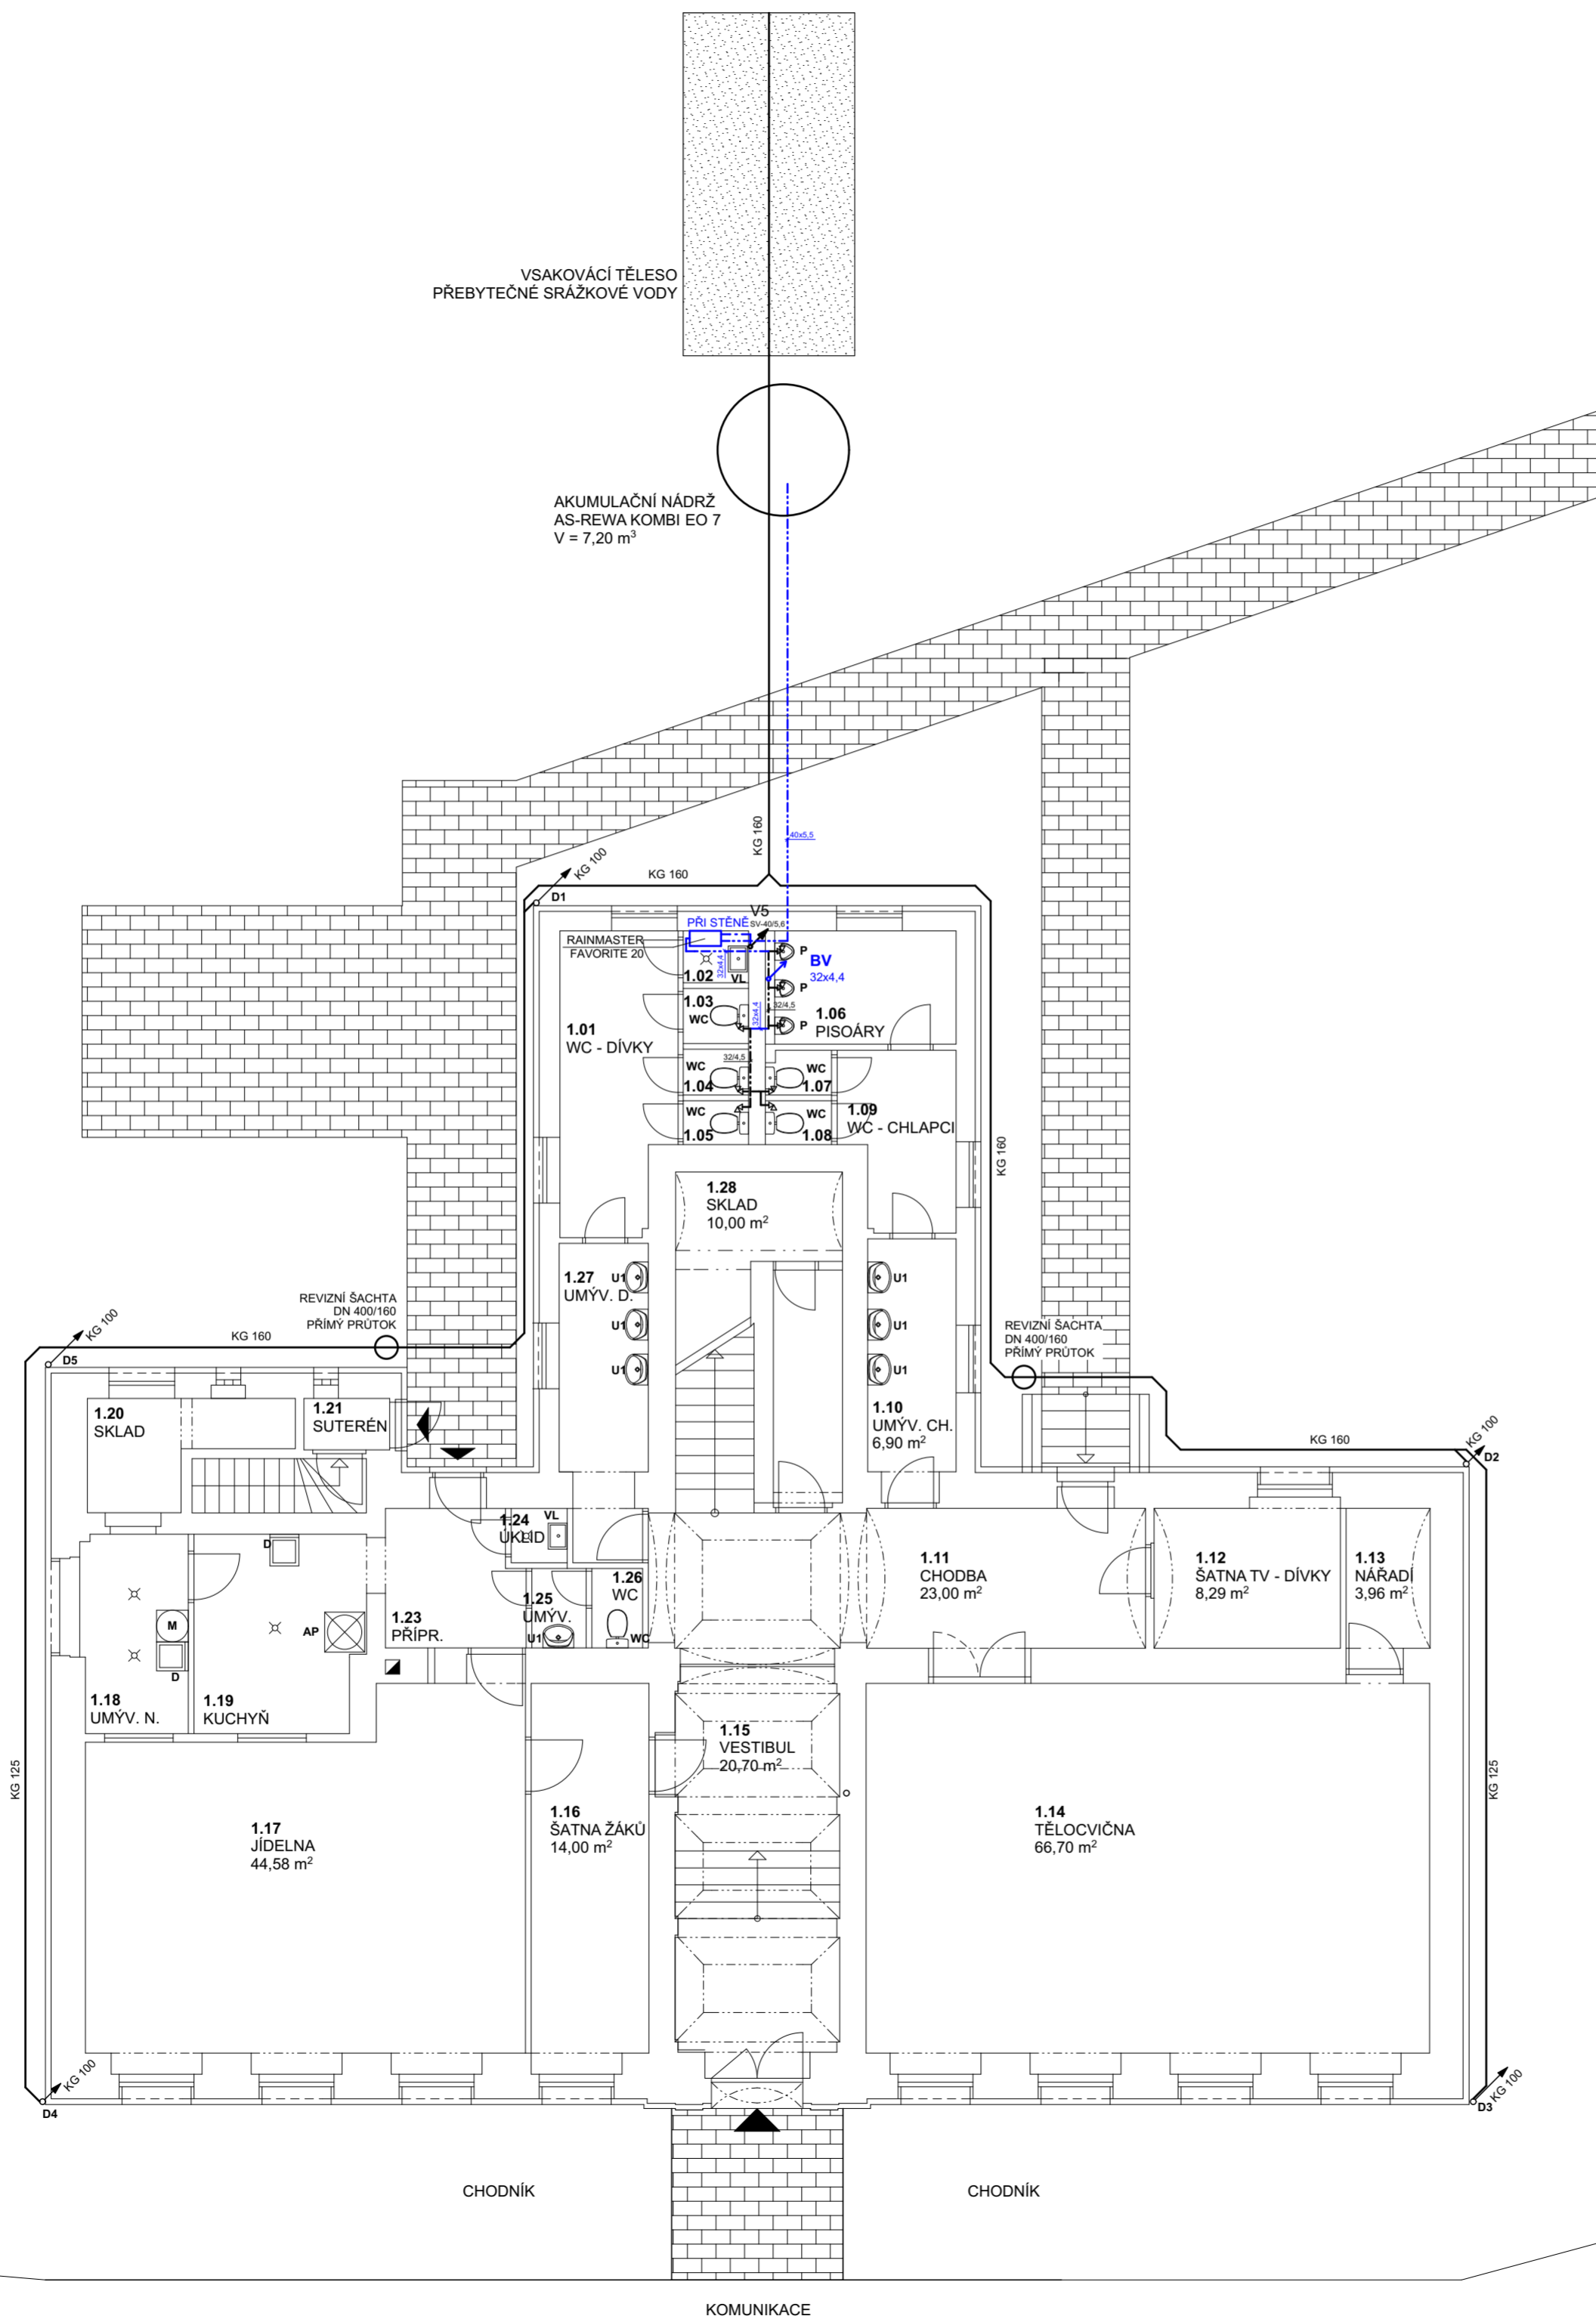 VSAKOVÁCÍ TĚLESO
PŘEBYTEČNÉ SRÁŽKOVÉ VODY
AKUMULAČNÍ NÁDRŽ
AS-REWA KOMBI EO 7
V = 7,20 m³
KG 160
40x5,5
KG 100
KG 160
D1
V5
PŘI STĚNĚ
SV-40/5,6
RAINMASTER
FAVORITE 20
P
BV
32x4,4
32x4,4
1.02
VL
P
1.03
WC
32x4,4
32/4,5
1.06
PISOÁRY
P
1.01
WC - DÍVKY
32/4,5
WC
1.04
WC
1.07
WC
1.05
WC
1.08
1.09
WC - CHLAPCI
KG 160
1.28
SKLAD
10,00 m²
1.27
UMÝV. D.
U1
U1
U1
U1
U1
U1
REVIZNÍ ŠACHTA
DN 400/160
PŘÍMÝ PRŮTOK
KG 160
KG 100
D5
REVIZNÍ ŠACHTA
DN 400/160
PŘÍMÝ PRŮTOK
1.20
SKLAD
1.21
SUTERÉN
1.10
UMÝV. CH.
6,90 m²
KG 160
KG 100
D2
1.24
ÚKLID
VL
D
1.26
WC
1.25
UMÝV.
U1
WC
1.11
CHODBA
23,00 m²
1.12
ŠATNA TV - DÍVKY
8,29 m²
1.13
NÁŘADÍ
3,96 m²
M
AP
1.23
PŘÍPR.
D
1.18
UMÝV. N.
1.19
KUCHYŇ
1.15
VESTIBUL
20,70 m²
KG 125
KG 125
1.17
JÍDELNA
44,58 m²
1.16
ŠATNA ŽÁKŮ
14,00 m²
1.14
TĚLOCVIČNA
66,70 m²
KG 100
D4
KG 100
D3
CHODNÍK
CHODNÍK
KOMUNIKACE